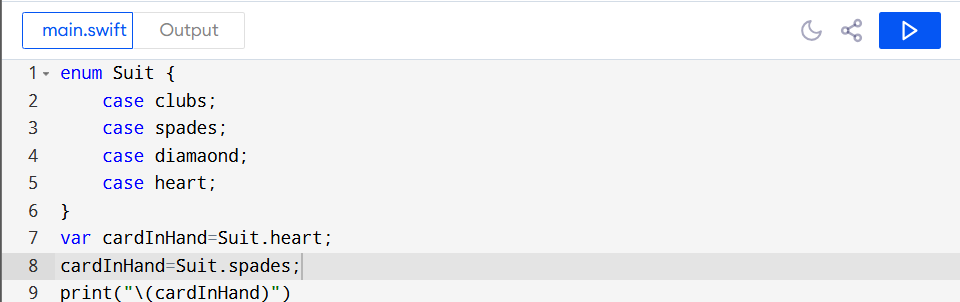 main.swift Output
1 enum Suit {
2 case clubs;
3 case spades;
4 case diamaond;
5 case heart;
6 }
7 var cardInHand=Suit.heart;
8 cardInHand=Suit.spades;
9 print("\(cardInHand)")